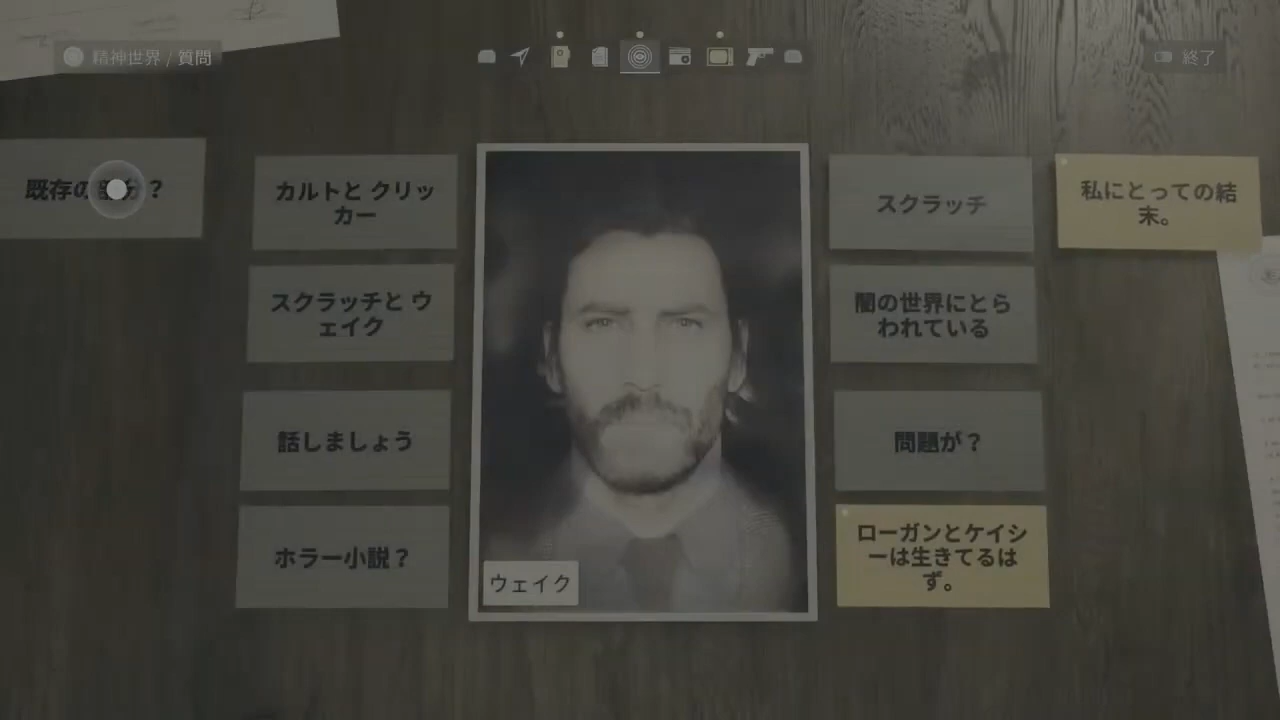 精神世界 / 質問
終了
既存の部分？
カルトと クリッ
カー
スクラッチと ウ
ェイク
話しましょう
ホラー小説？
ウェイク
スクラッチ
闇の世界にとら
われている
問題が？
ローガンとケイシ
ーは生きてるは
ず。
私にとっての結
末。